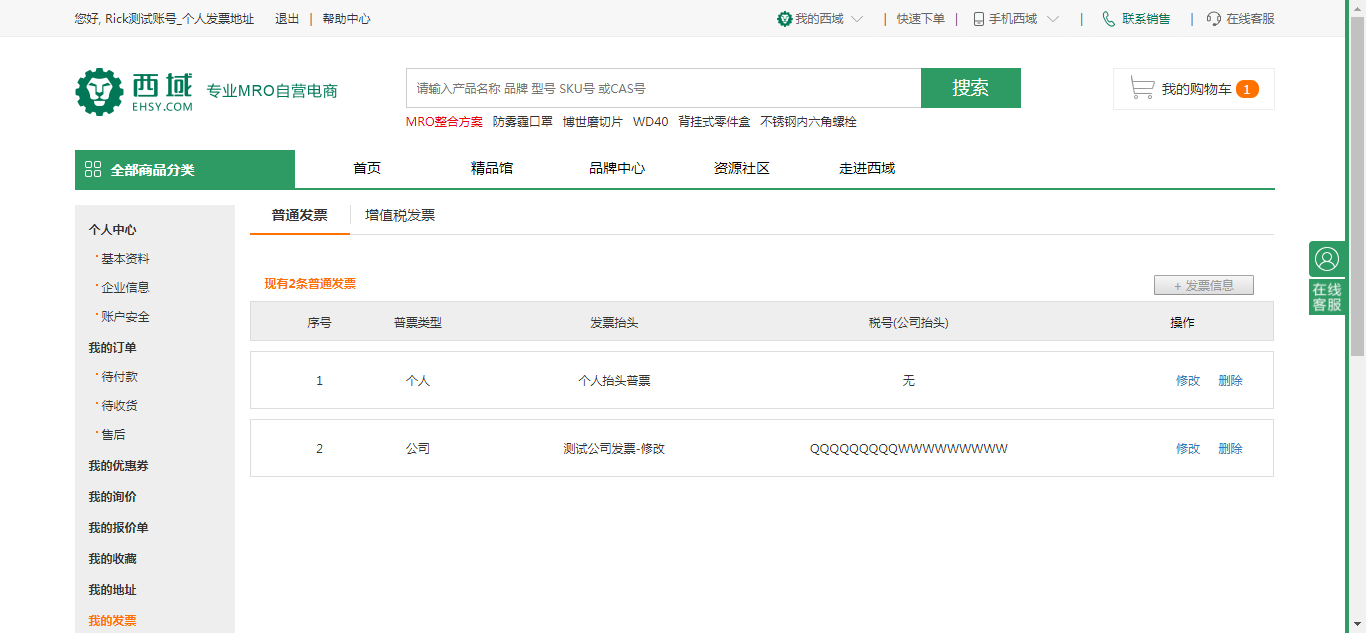 您好, Rick测试账号_个人发票地址 退出 | 帮助中心 我的西域 | 快速下单 | 手机西域 | 联系销售 | 在线客服
西域
EHSY.COM
专业MRO自营电商
请输入产品名称 品牌 型号 SKU号 或CAS号
搜索
我的购物车 1
MRO整合方案 防雾霾口罩 博世磨切片 WD40 背挂式零件盒 不锈钢内六角螺栓
全部商品分类 首页 精品馆 品牌中心 资源社区 走进西域
个人中心
基本资料
企业信息
账户安全
我的订单
待付款
待收货
售后
我的优惠券
我的询价
我的报价单
我的收藏
我的地址
我的发票
普通发票 增值税发票
现有2条普通发票 + 发票信息
序号 普票类型 发票抬头 税号(公司抬头) 操作
1 个人 个人抬头普票 无 修改 删除
2 公司 测试公司发票-修改 QQQQQQQQQWWWWWWWWW 修改 删除
在线
客服